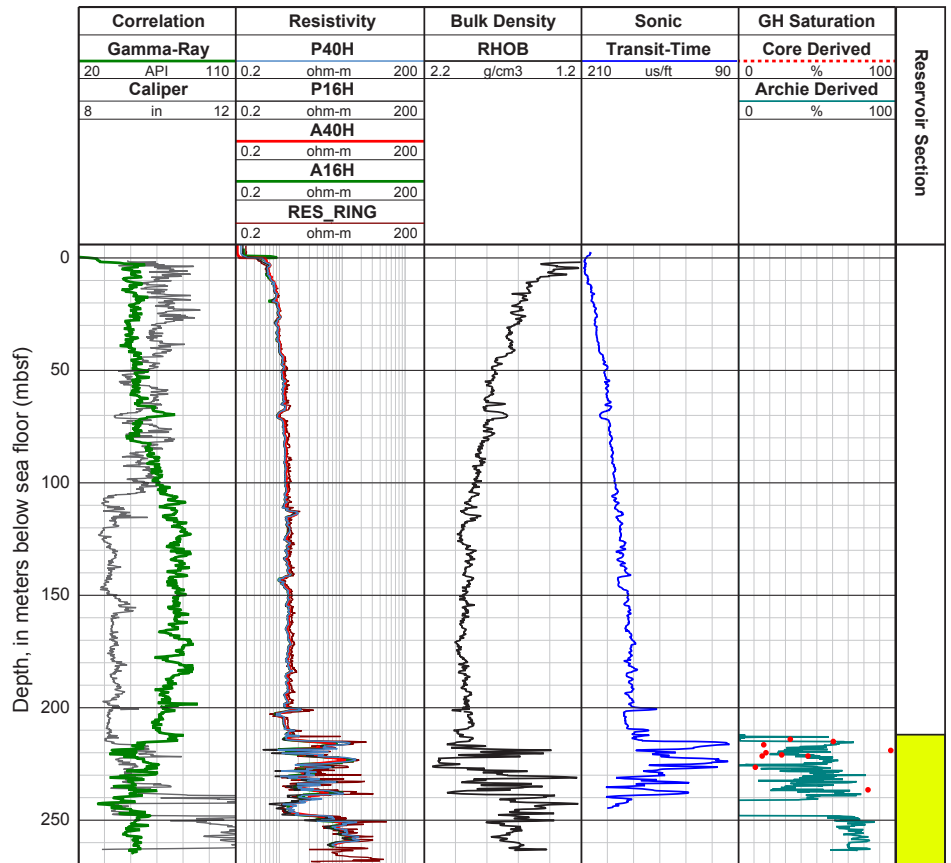 Correlation Resistivity Bulk Density Sonic GH Saturation
Gamma-Ray P40H RHOB Transit-Time Core Derived
20 API 110 0.2 ohm-m 200 2.2 g/cm3 1.2 210 us/ft 90 0 % 100
Caliper P16H Archie Derived
8 in 12 0.2 ohm-m 200 0 % 100
A40H
0.2 ohm-m 200
A16H
0.2 ohm-m 200
RES_RING
0.2 ohm-m 200
Reservoir Section
Depth, in meters below sea floor (mbsf)
0
50
100
150
200
250